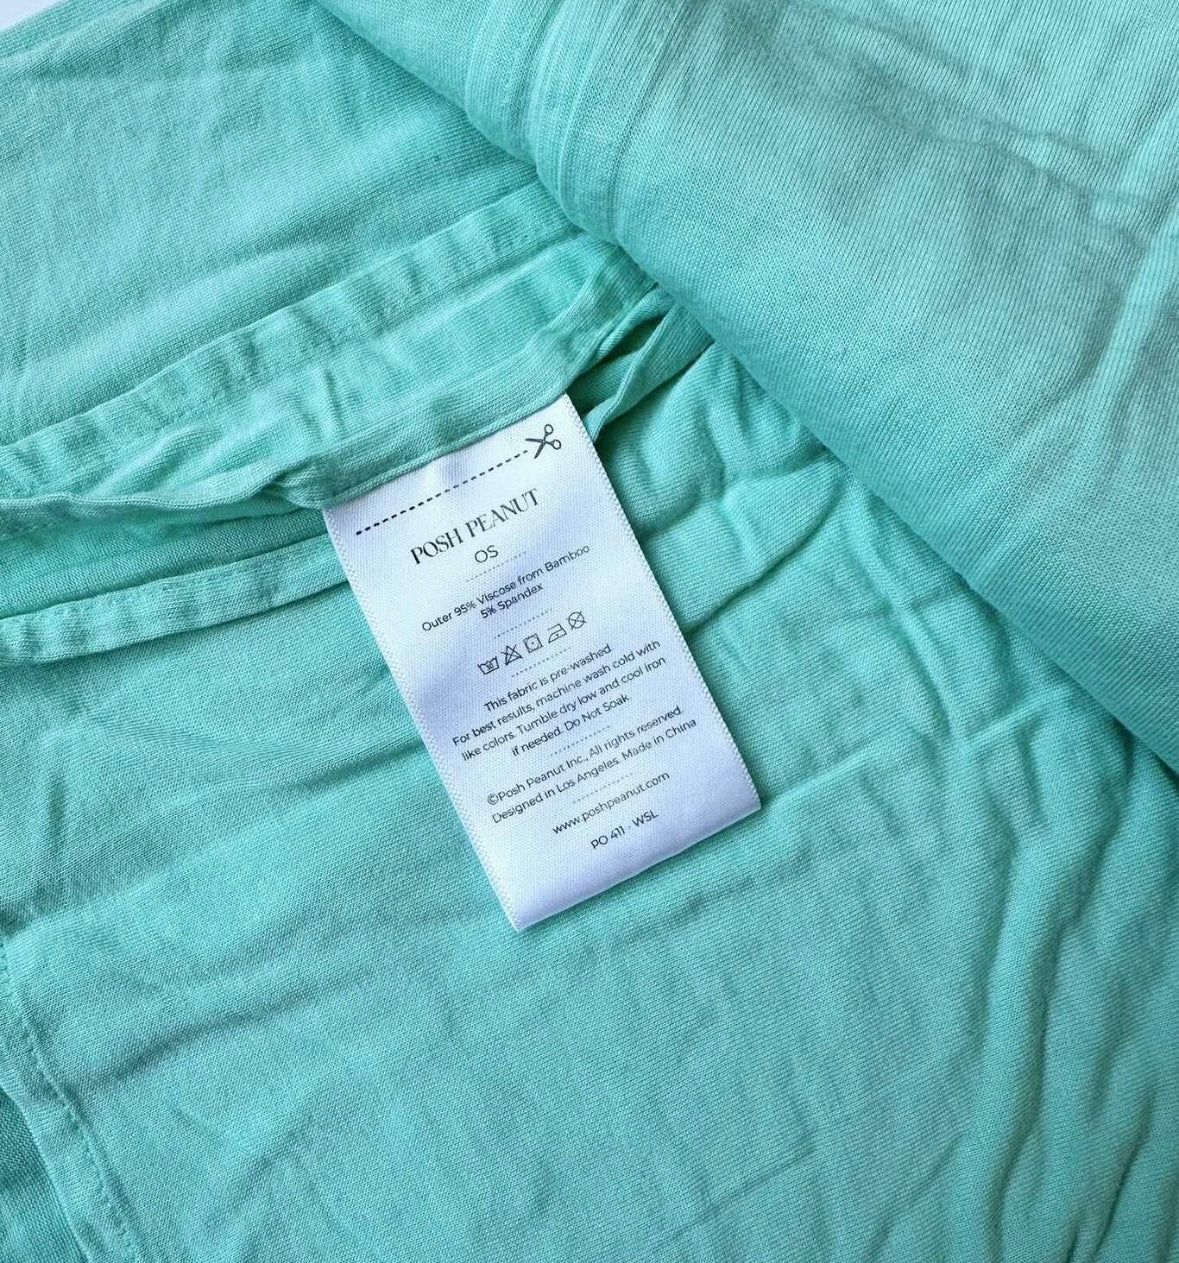 POSH PEANUT
OS
Outer 95% Viscose from Bamboo
5% Spandex
This fabric is pre-washed.
For best results, machine wash cold with
like colors. Tumble dry low and cool iron
if needed. Do Not Soak
©Posh Peanut Inc., All rights reserved.
Designed in Los Angeles. Made in China
www.poshpeanut.com
PO 411 - WSL